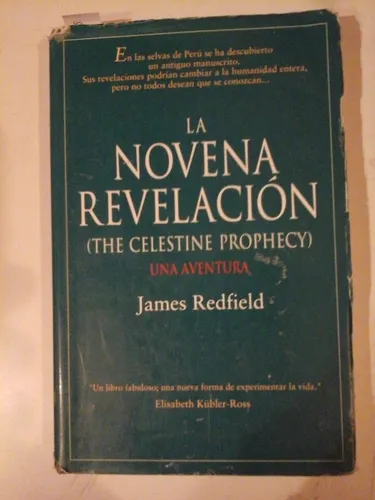 En las selvas de Perú se ha descubierto
un antiguo manuscrito.
Sus revelaciones podrían cambiar a la humanidad entera,
pero no todos desean que se conozcan...
LA
NOVENA
REVELACIÓN
(THE CELESTINE PROPHECY)
UNA AVENTURA
James Redfield
"Un libro fabuloso; una nueva forma de experimentar la vida."
Elisabeth Kübler-Ross